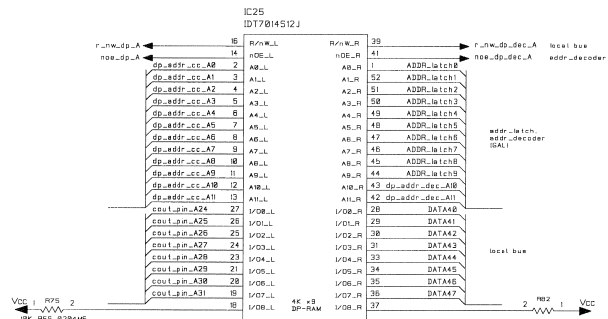 IC25
IDT7014S12J
r_nw_dp_A 16 R/nW_L R/nW_R 39 r_nw_dp_dec_A local bus
noe_dp_A 14 nOE_L nOE_R 41 noe_dp_dec_A addr_decoder
dp_addr_cc_A0 2 A0_L A0_R 1 ADDR_latch0
dp_addr_cc_A1 3 A1_L A1_R 52 ADDR_latch1
dp_addr_cc_A2 4 A2_L A2_R 51 ADDR_latch2
dp_addr_cc_A3 5 A3_L A3_R 50 ADDR_latch3
dp_addr_cc_A4 6 A4_L A4_R 49 ADDR_latch4
dp_addr_cc_A5 7 A5_L A5_R 48 ADDR_latch5 addr_latch,
dp_addr_cc_A6 8 A6_L A6_R 47 ADDR_latch6 addr_decoder
dp_addr_cc_A7 9 A7_L A7_R 46 ADDR_latch7 (GAL)
dp_addr_cc_A8 10 A8_L A8_R 45 ADDR_latch8
dp_addr_cc_A9 11 A9_L A9_R 44 ADDR_latch9
dp_addr_cc_A10 12 A10_L A10_R 43 dp_addr_dec_A10
dp_addr_cc_A11 13 A11_L A11_R 42 dp_addr_dec_A11
cout_pin_A24 27 I/O0_L I/O0_R 28 DATA40
cout_pin_A25 26 I/O1_L I/O1_R 29 DATA41
cout_pin_A26 25 I/O2_L I/O2_R 30 DATA42
cout_pin_A27 24 I/O3_L I/O3_R 31 DATA43 local bus
cout_pin_A28 23 I/O4_L I/O4_R 33 DATA44
cout_pin_A29 21 I/O5_L I/O5_R 34 DATA45
cout_pin_A30 20 I/O6_L I/O6_R 35 DATA46
cout_pin_A31 19 I/O7_L I/O7_R 36 DATA47
Vcc 1 R75 2 18 I/O8_L 4K x9 DP-RAM I/O8_R 37 2 R82 1 Vcc